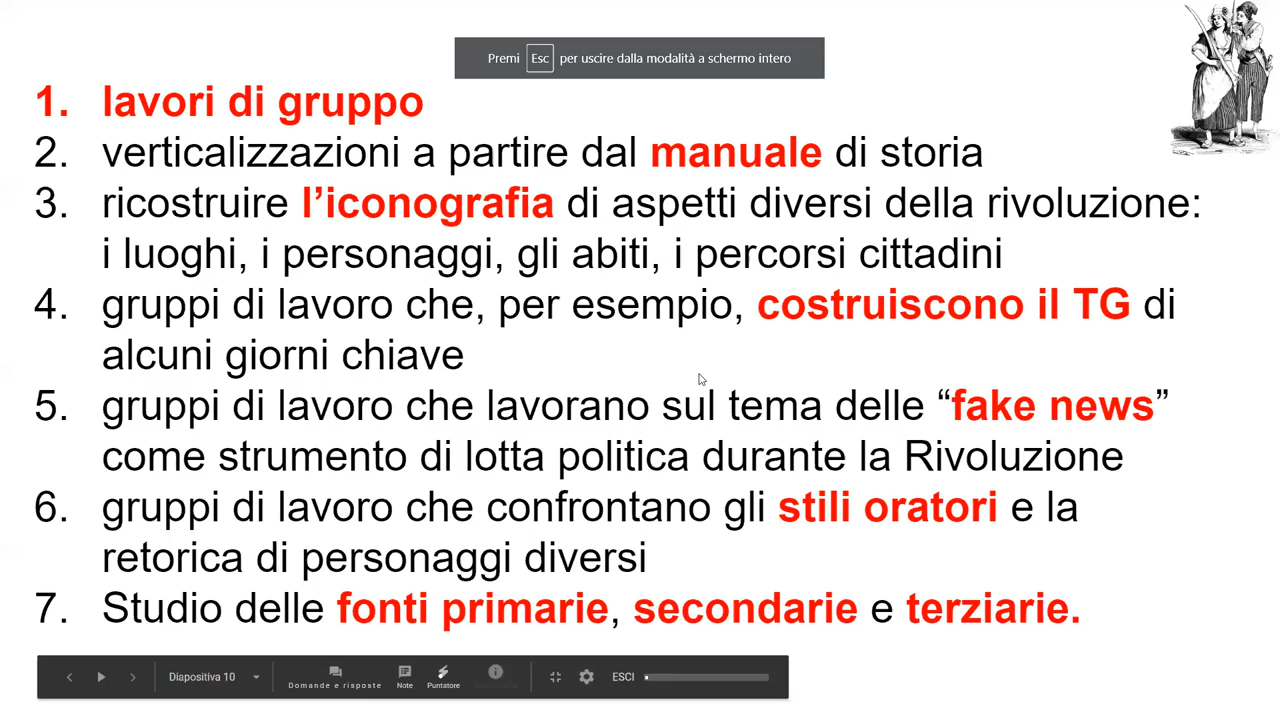 Premi Esc per uscire dalla modalità a schermo intero
1. lavori di gruppo
2. verticalizzazioni a partire dal manuale di storia
3. ricostruire l’iconografia di aspetti diversi della rivoluzione:
i luoghi, i personaggi, gli abiti, i percorsi cittadini
4. gruppi di lavoro che, per esempio, costruiscono il TG di
alcuni giorni chiave
5. gruppi di lavoro che lavorano sul tema delle “fake news”
come strumento di lotta politica durante la Rivoluzione
6. gruppi di lavoro che confrontano gli stili oratori e la
retorica di personaggi diversi
7. Studio delle fonti primarie, secondarie e terziarie.
Diapositiva 10 Domande e risposte Note Puntatore ESCI